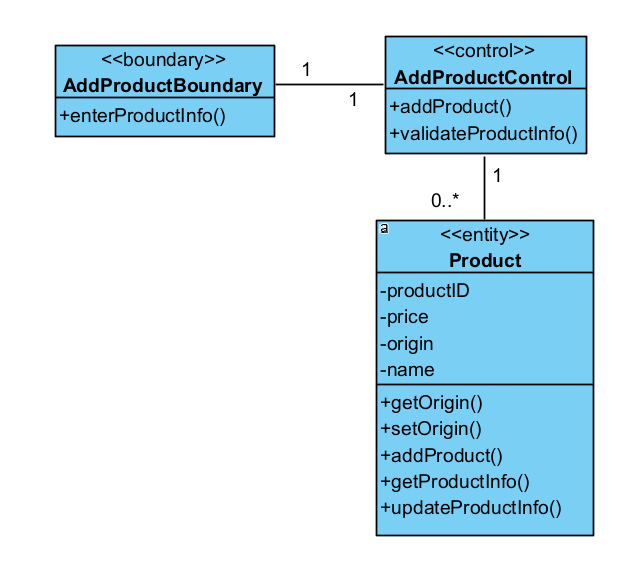 <<boundary>>
AddProductBoundary
+enterProductInfo()
1
1
<<control>>
AddProductControl
+addProduct()
+validateProductInfo()
1
0..*
a
<<entity>>
Product
-productID
-price
-origin
-name
+getOrigin()
+setOrigin()
+addProduct()
+getProductInfo()
+updateProductInfo()